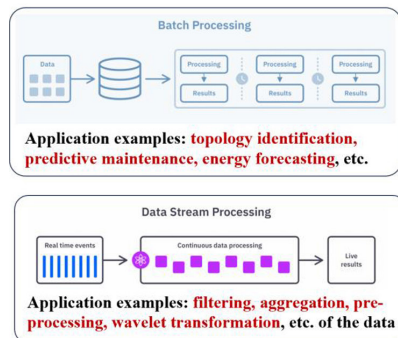 Batch Processing
Data
Processing
Processing
Processing
Results
Results
Results
Application examples: topology identification,
predictive maintenance, energy forecasting, etc.
Data Stream Processing
Real time events
Continuous data processing
Live
results
Application examples: filtering, aggregation, pre-
processing, wavelet transformation, etc. of the data